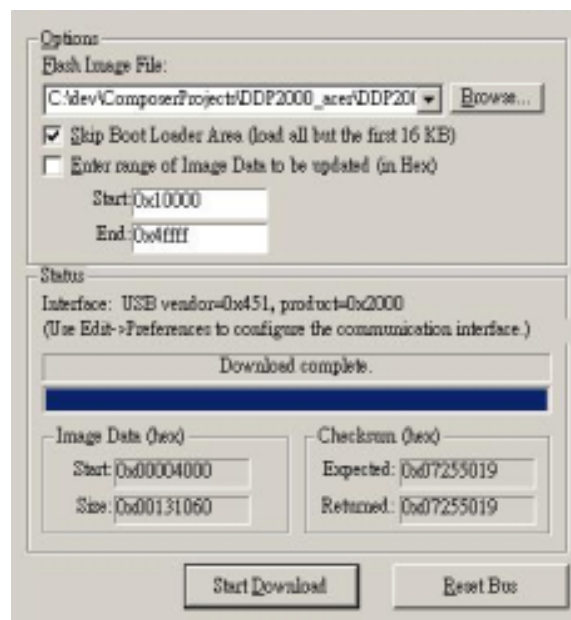 Options
Flash Image File:
C:\dev\ComposerProjects\DDP2000_acer\DDP20( Browse...
Skip Boot Loader Area (load all but the first 16 KB)
Enter range of Image Data to be updated (in Hex)
Start: 0x10000
End: 0x4ffff
Status
Interface: USB vendor=0x451, product=0x2000
(Use Edit->Preferences to configure the communication interface.)
Download complete.
Image Data (hex)
Start: 0x00004000
Size: 0x00131060
Checksum (hex)
Expected: 0x07255019
Returned: 0x07255019
Start Download
Reset Bus